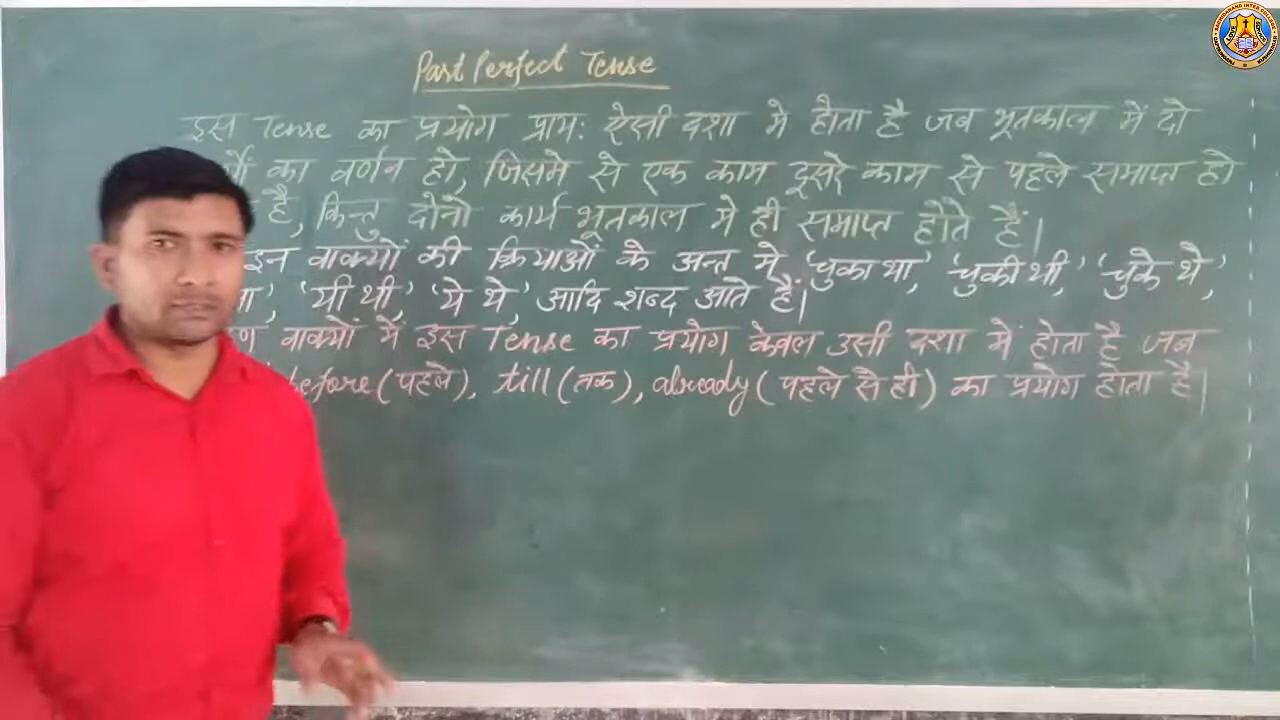 Past Perfect Tense
इस Tense का प्रयोग प्रायः ऐसी दशा मे होता है जब भूतकाल में दो
का वर्णन हो, जिसमे से एक काम दूसरे काम से पहले समाप्त हो
है, किन्तु दोनो कार्य भूतकाल मे ही समाप्त होते हैं।
इन वाक्यों की क्रियाओं के अन्त मे 'चुका था,' 'चुकी थी,' 'चुके थे,'
'यी थी,' 'ये थे,' आदि शब्द आते हैं।
वाक्यों में इस Tense का प्रयोग केवल उसी दशा में होता है जब
before (पहले), till (तक), already (पहले से ही) का प्रयोग होता है।